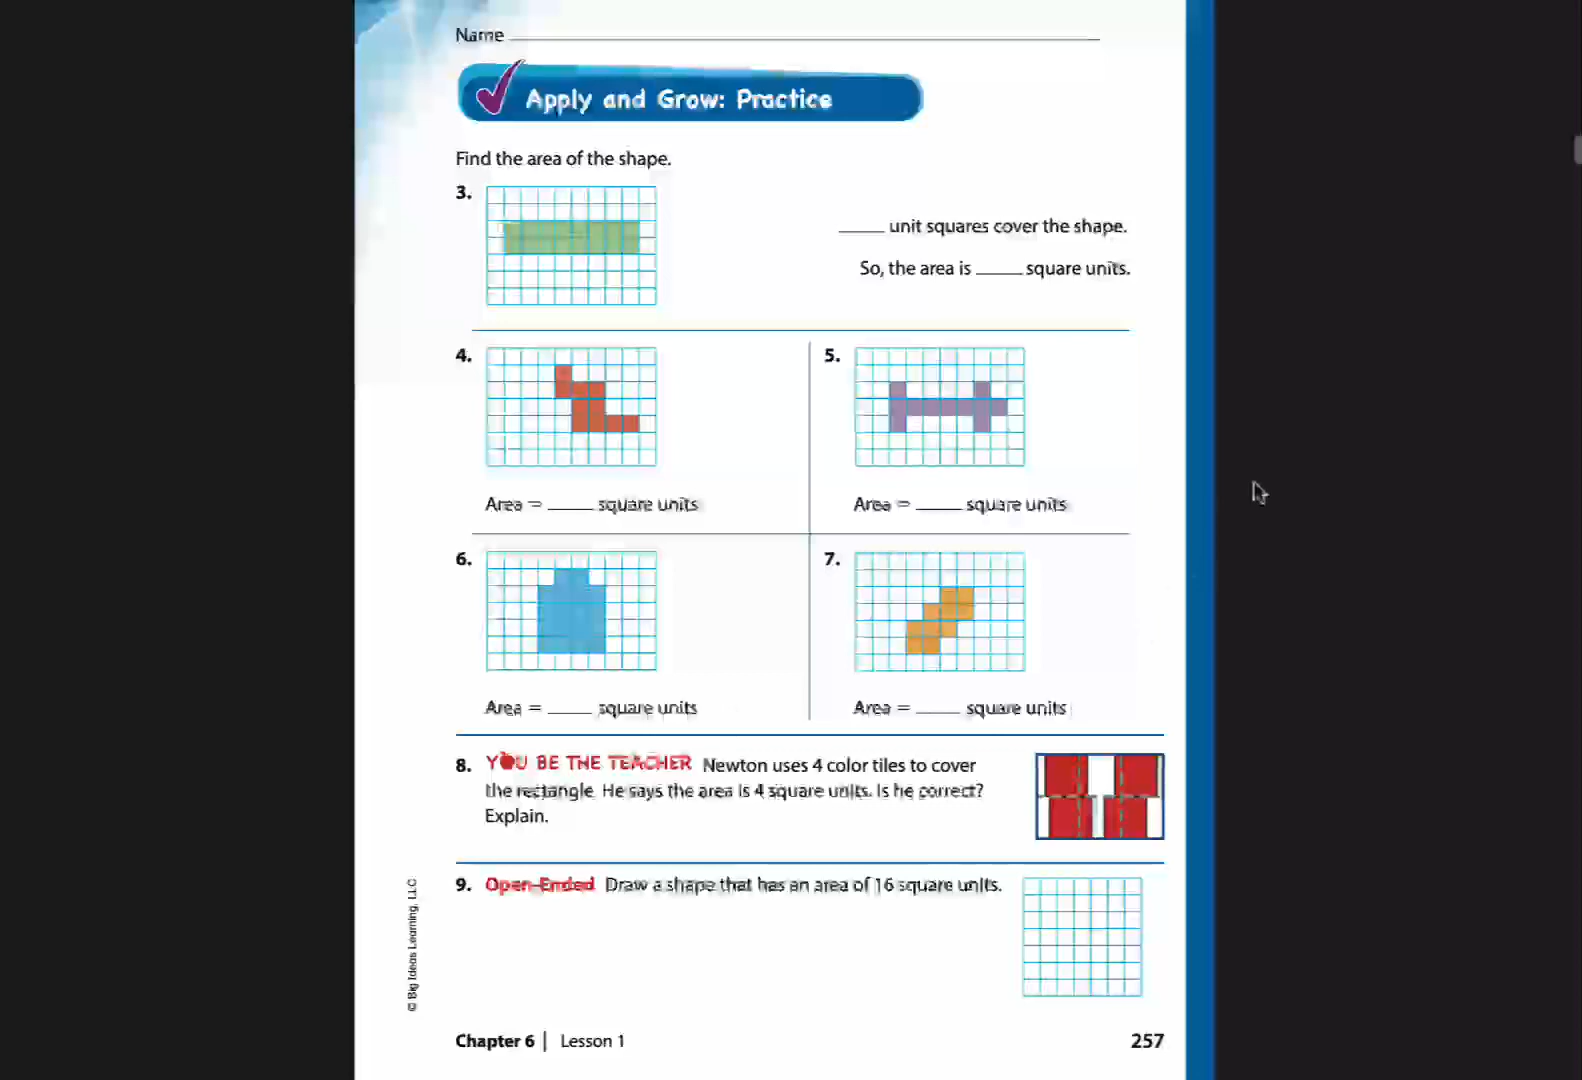 Name
Apply and Grow: Practice
Find the area of the shape.
3.
____ unit squares cover the shape.
So, the area is ____ square units.
4.
5.
Area = ____ square units
Area = ____ square units
6.
7.
Area = ____ square units
Area = ____ square units
8. YOU BE THE TEACHER Newton uses 4 color tiles to cover
the rectangle. He says the area is 4 square units. Is he correct?
Explain.
9. Open-Ended Draw a shape that has an area of 16 square units.
© Big Ideas Learning, LLC
Chapter 6 | Lesson 1
257